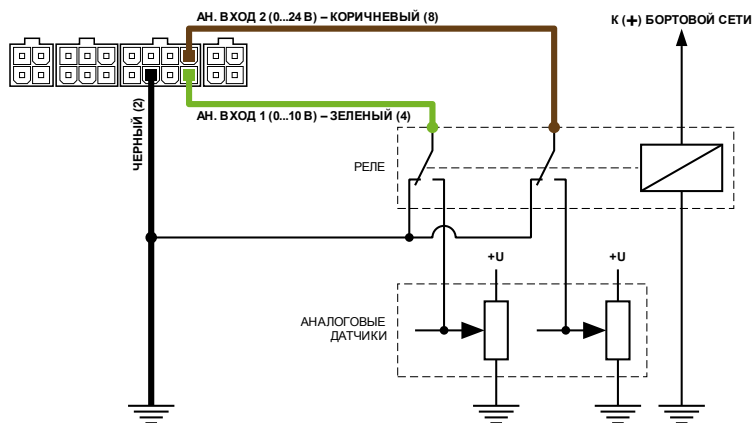 АН. ВХОД 2 (0...24 В) – КОРИЧНЕВЫЙ (8)
К (+) БОРТОВОЙ СЕТИ
АН. ВХОД 1 (0...10 В) – ЗЕЛЕНЫЙ (4)
ЧЕРНЫЙ (2)
РЕЛЕ
+U
+U
АНАЛОГОВЫЕ
ДАТЧИКИ